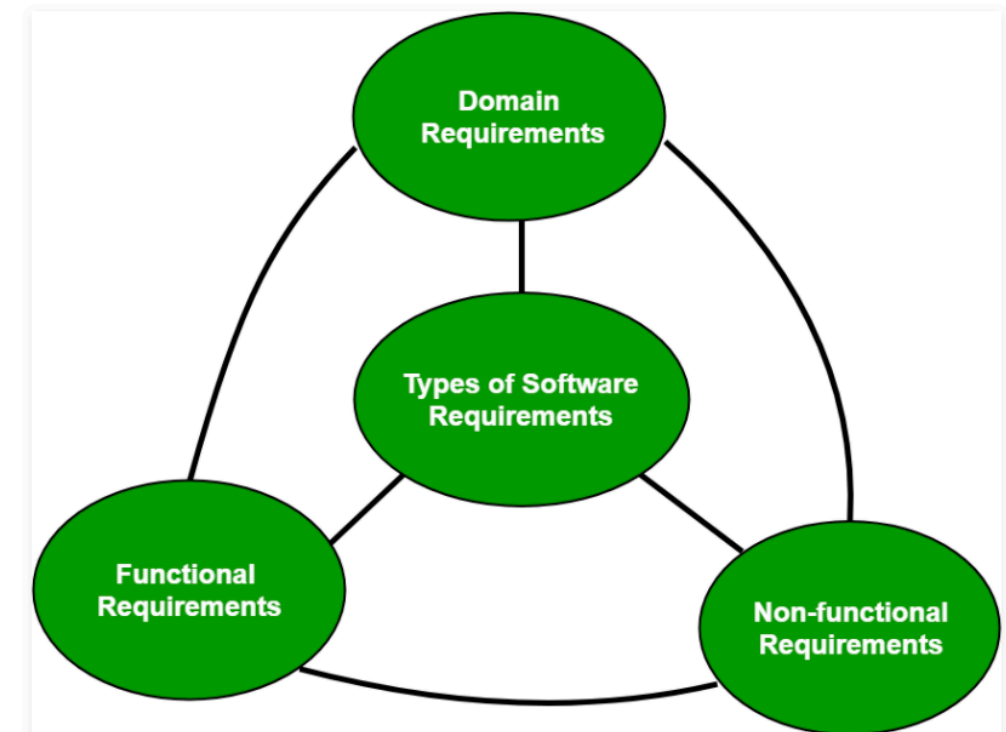 Domain
Requirements
Types of Software
Requirements
Functional
Requirements
Non-functional
Requirements